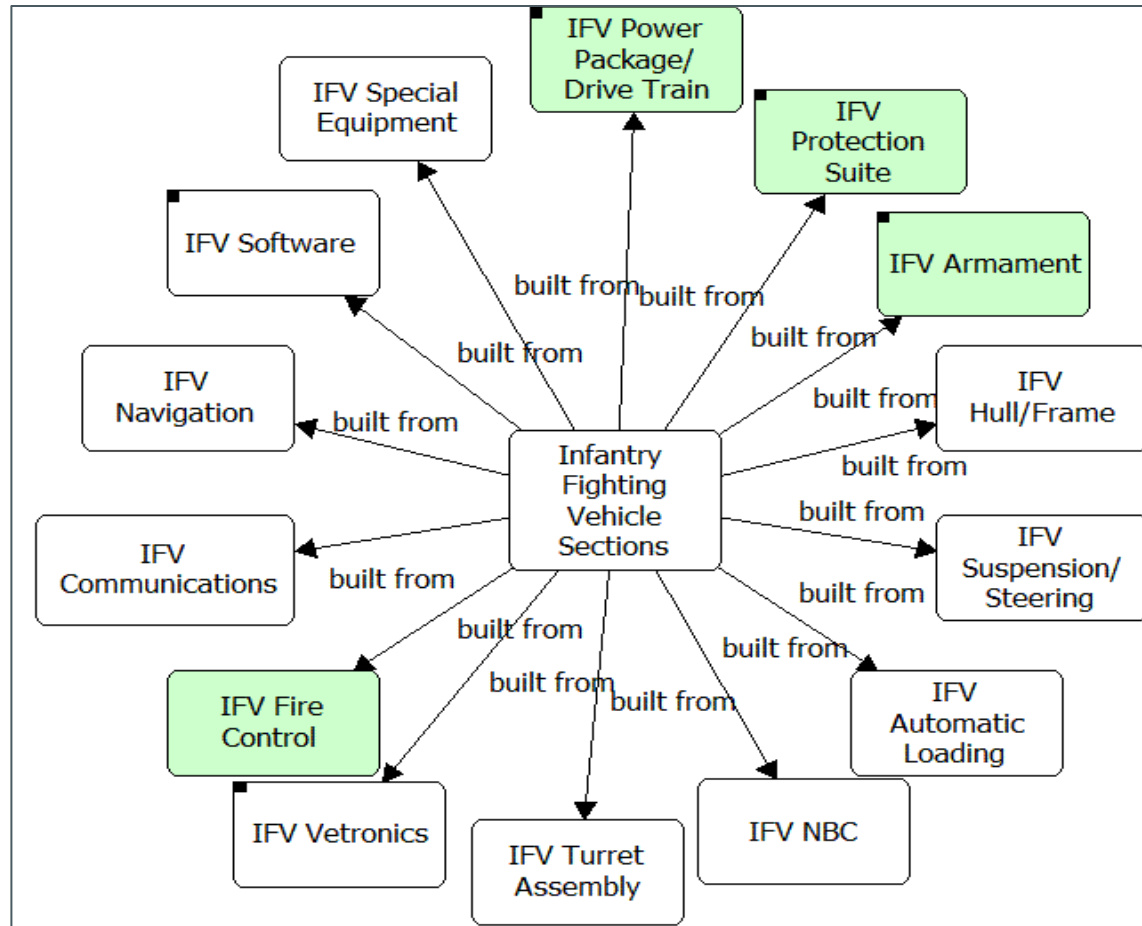 IFV Power
Package/
Drive Train
IFV Special
Equipment
IFV
Protection
Suite
IFV Software
IFV Armament
built from
built from
built from
built from
IFV
Navigation
built from
built from
IFV
Hull/Frame
Infantry
Fighting
Vehicle
Sections
built from
built from
IFV
Communications
built from
built from
IFV
Suspension/
Steering
built from
built from
built from
built from
IFV Fire
Control
IFV
Automatic
Loading
IFV Vetronics
IFV Turret
Assembly
IFV NBC